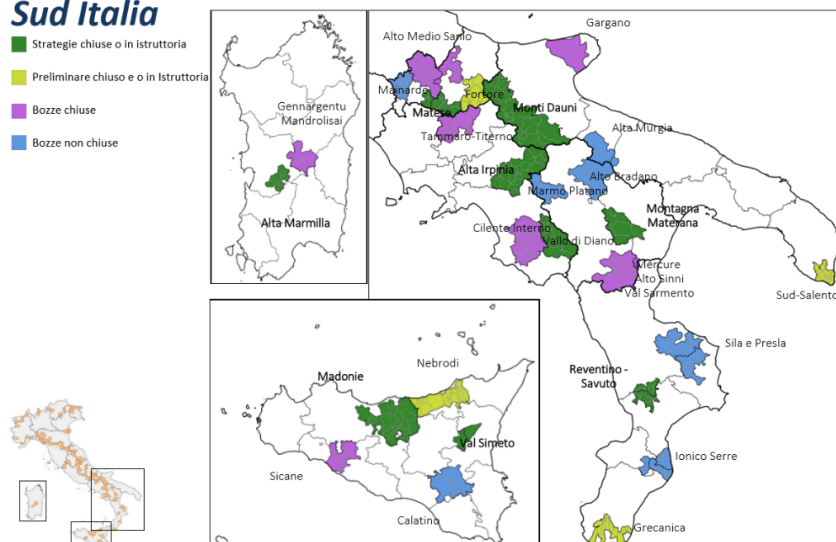 Sud Italia
Strategie chiuse o in istruttoria
Preliminare chiuso e o in Istruttoria
Bozze chiuse
Bozze non chiuse
Gennargentu
Mandrolisai
Alta Marmilla
Gargano
Alto Medio Sanio
Mainarde
Fortore
Matese
Monti Dauni
Tammaro-Titerno
Alta Murgia
Alta Irpinia
Alto Bradano
Marmo Platano
Montagna
Materana
Cilento Interno
Vallo di Diano
Mercure
Alto Sinni
Val Sarmento
Sud-Salento
Sila e Presla
Reventino -
Savuto
Ionico Serre
Grecanica
Nebrodi
Madonie
Val Simeto
Sicane
Calatino